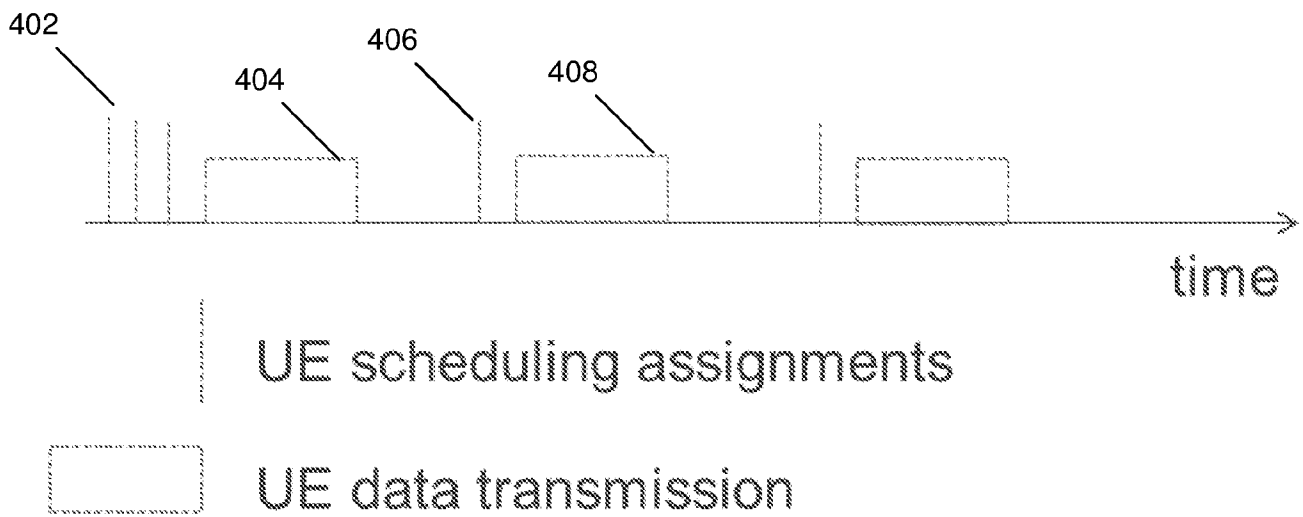 402
406
404
408
time
UE scheduling assignments
UE data transmission